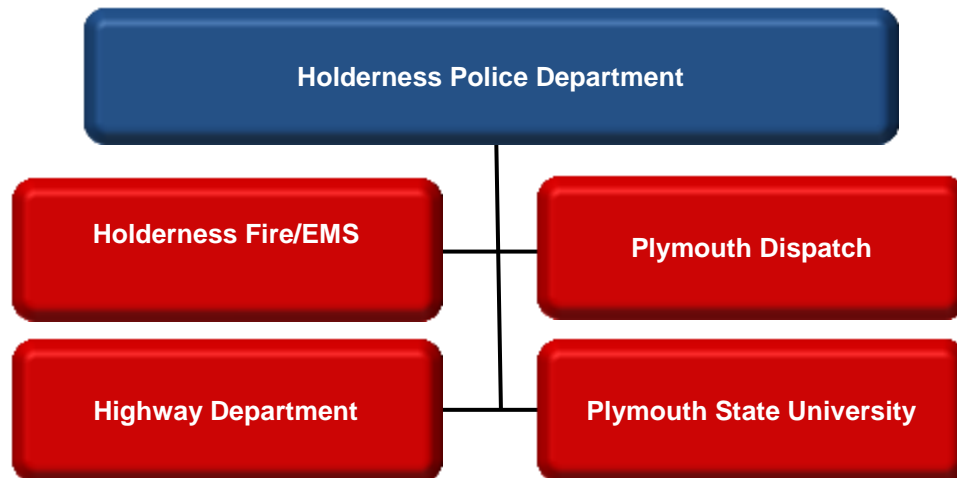 Holderness Police Department
Holderness Fire/EMS
Plymouth Dispatch
Highway Department
Plymouth State University